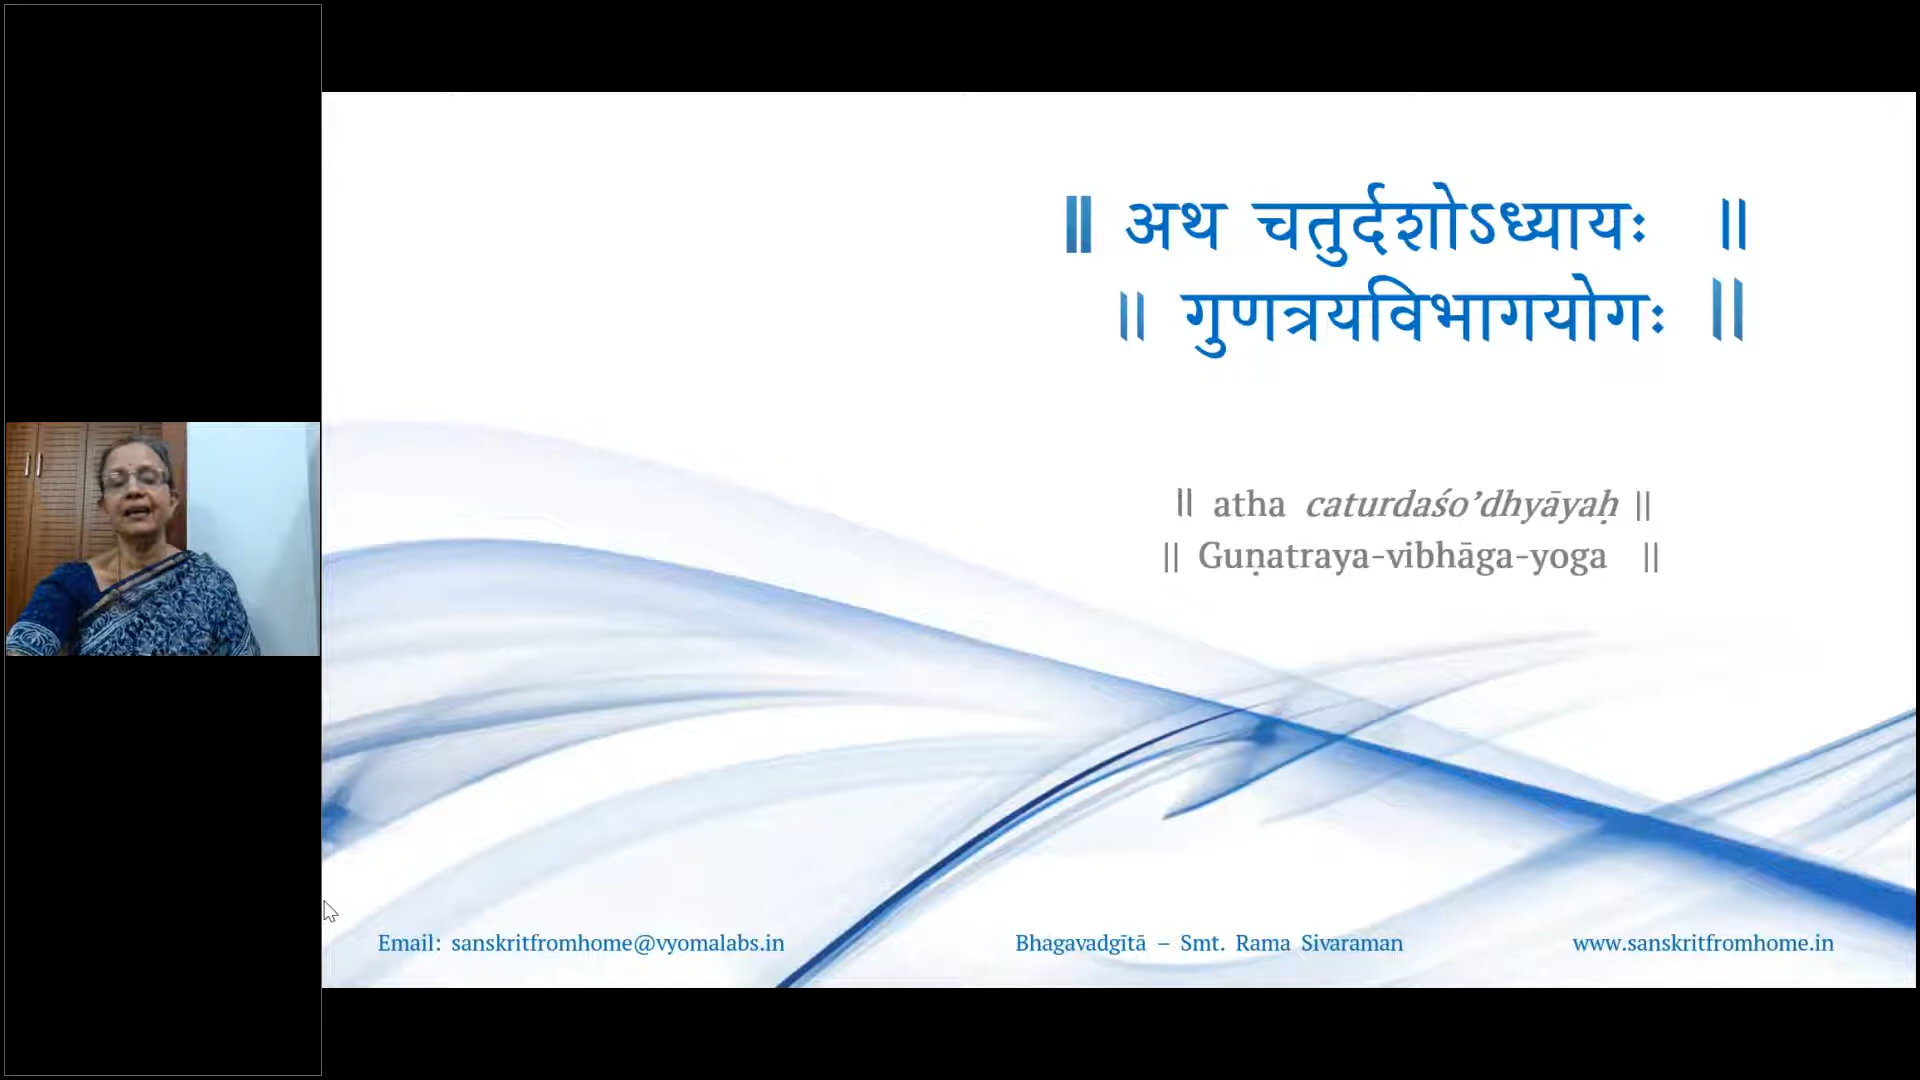 ॥ अथ चतुर्दशोऽध्यायः ॥
॥ गुणत्रयविभागयोगः ॥
॥ atha caturdaśo’dhyāyaḥ ||
|| Guṇatraya-vibhāga-yoga ||
Email: sanskritfromhome@vyomalabs.in
Bhagavadgītā – Smt. Rama Sivaraman
www.sanskritfromhome.in